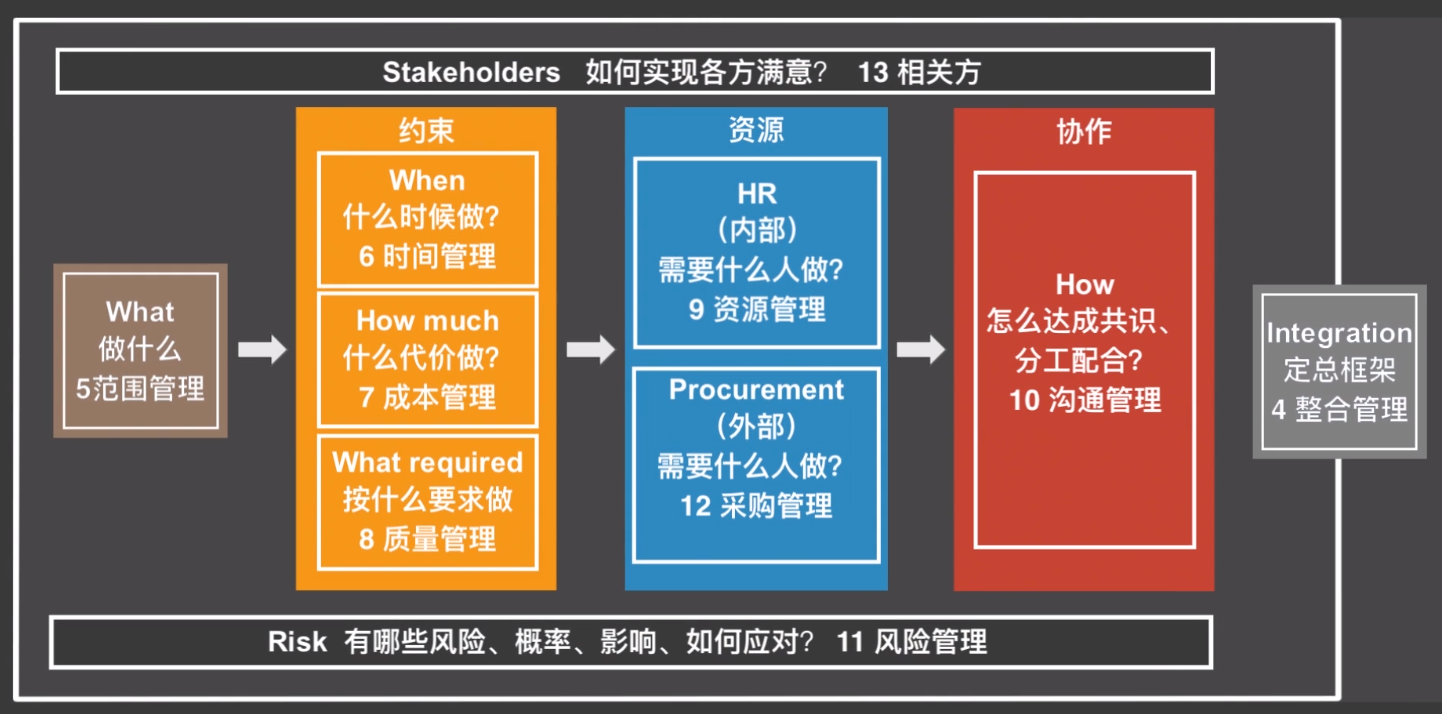 Stakeholders 如何实现各方满意? 13 相关方
What
做什么
5范围管理
约束
When
什么时候做?
6 时间管理
How much
什么代价做?
7 成本管理
What required
按什么要求做
8 质量管理
资源
HR
（内部）
需要什么人做?
9 资源管理
Procurement
（外部）
需要什么人做?
12 采购管理
协作
How
怎么达成共识、
分工配合?
10 沟通管理
Integration
定总框架
4 整合管理
Risk 有哪些风险、概率、影响、如何应对? 11 风险管理